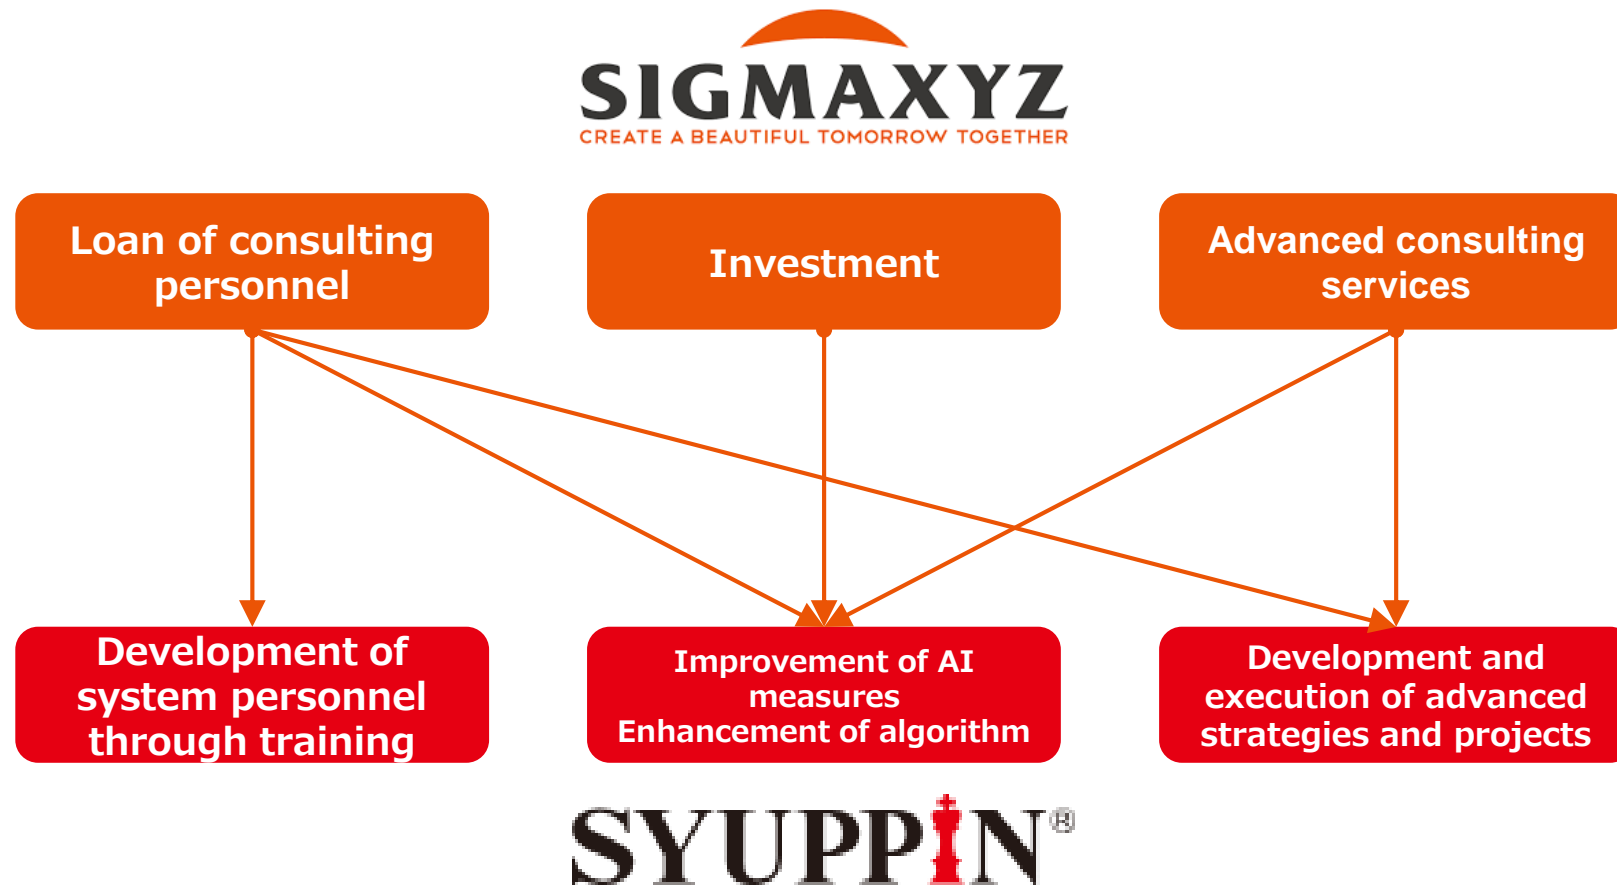 SIGMAXYZ
CREATE A BEAUTIFUL TOMORROW TOGETHER
Loan of consulting
personnel
Investment
Advanced consulting
services
Development of
system personnel
through training
Improvement of AI
measures
Enhancement of algorithm
Development and
execution of advanced
strategies and projects
SYUPPIN®